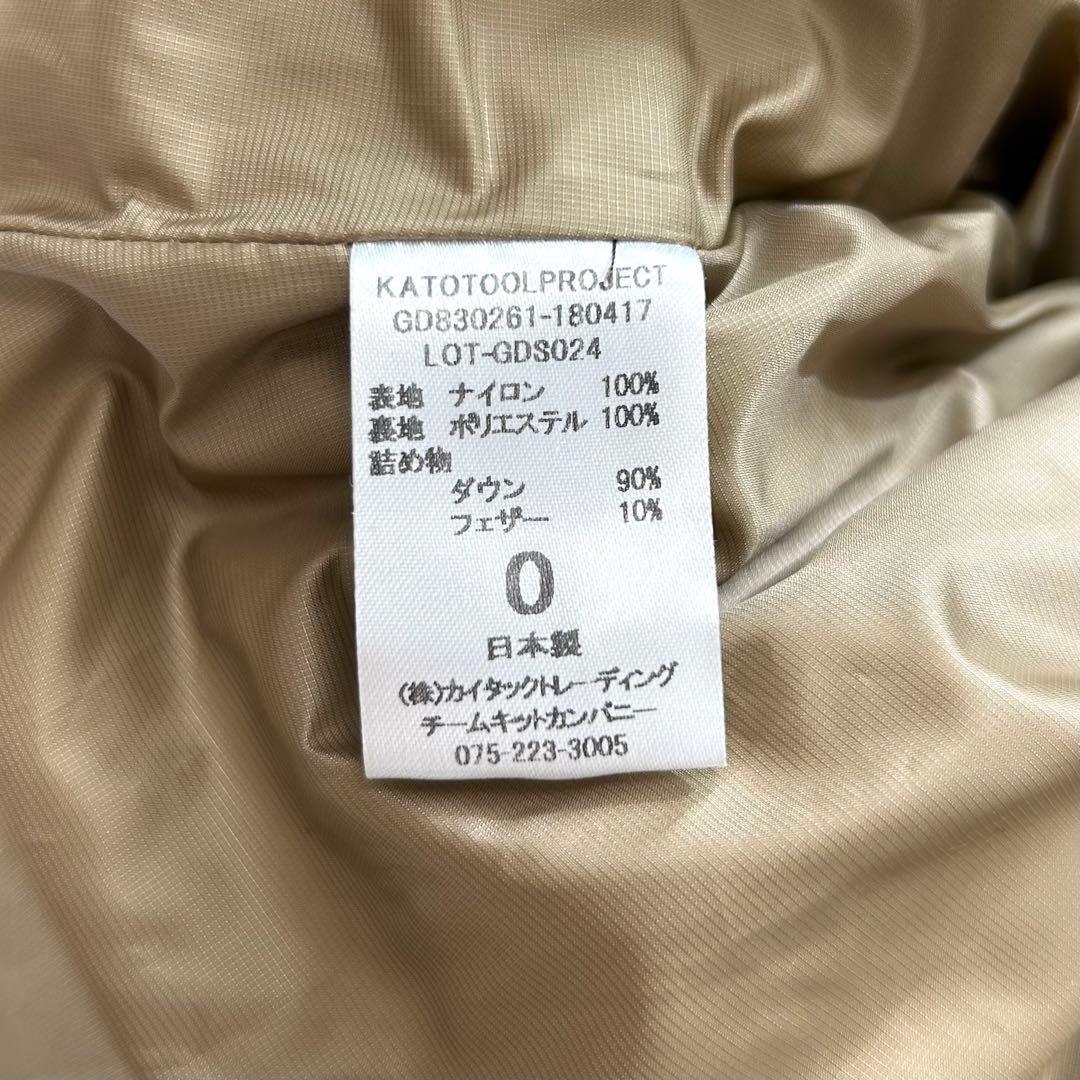 KATOTOOLPROJECT
GD830261-180417
LOT-GDS024
表地 ナイロン 100%
裏地 ポリエステル 100%
詰め物
ダウン 90%
フェザー 10%
0
日本製
(株)カイタックトレーディング
チームキットカンパニー
075-223-3005